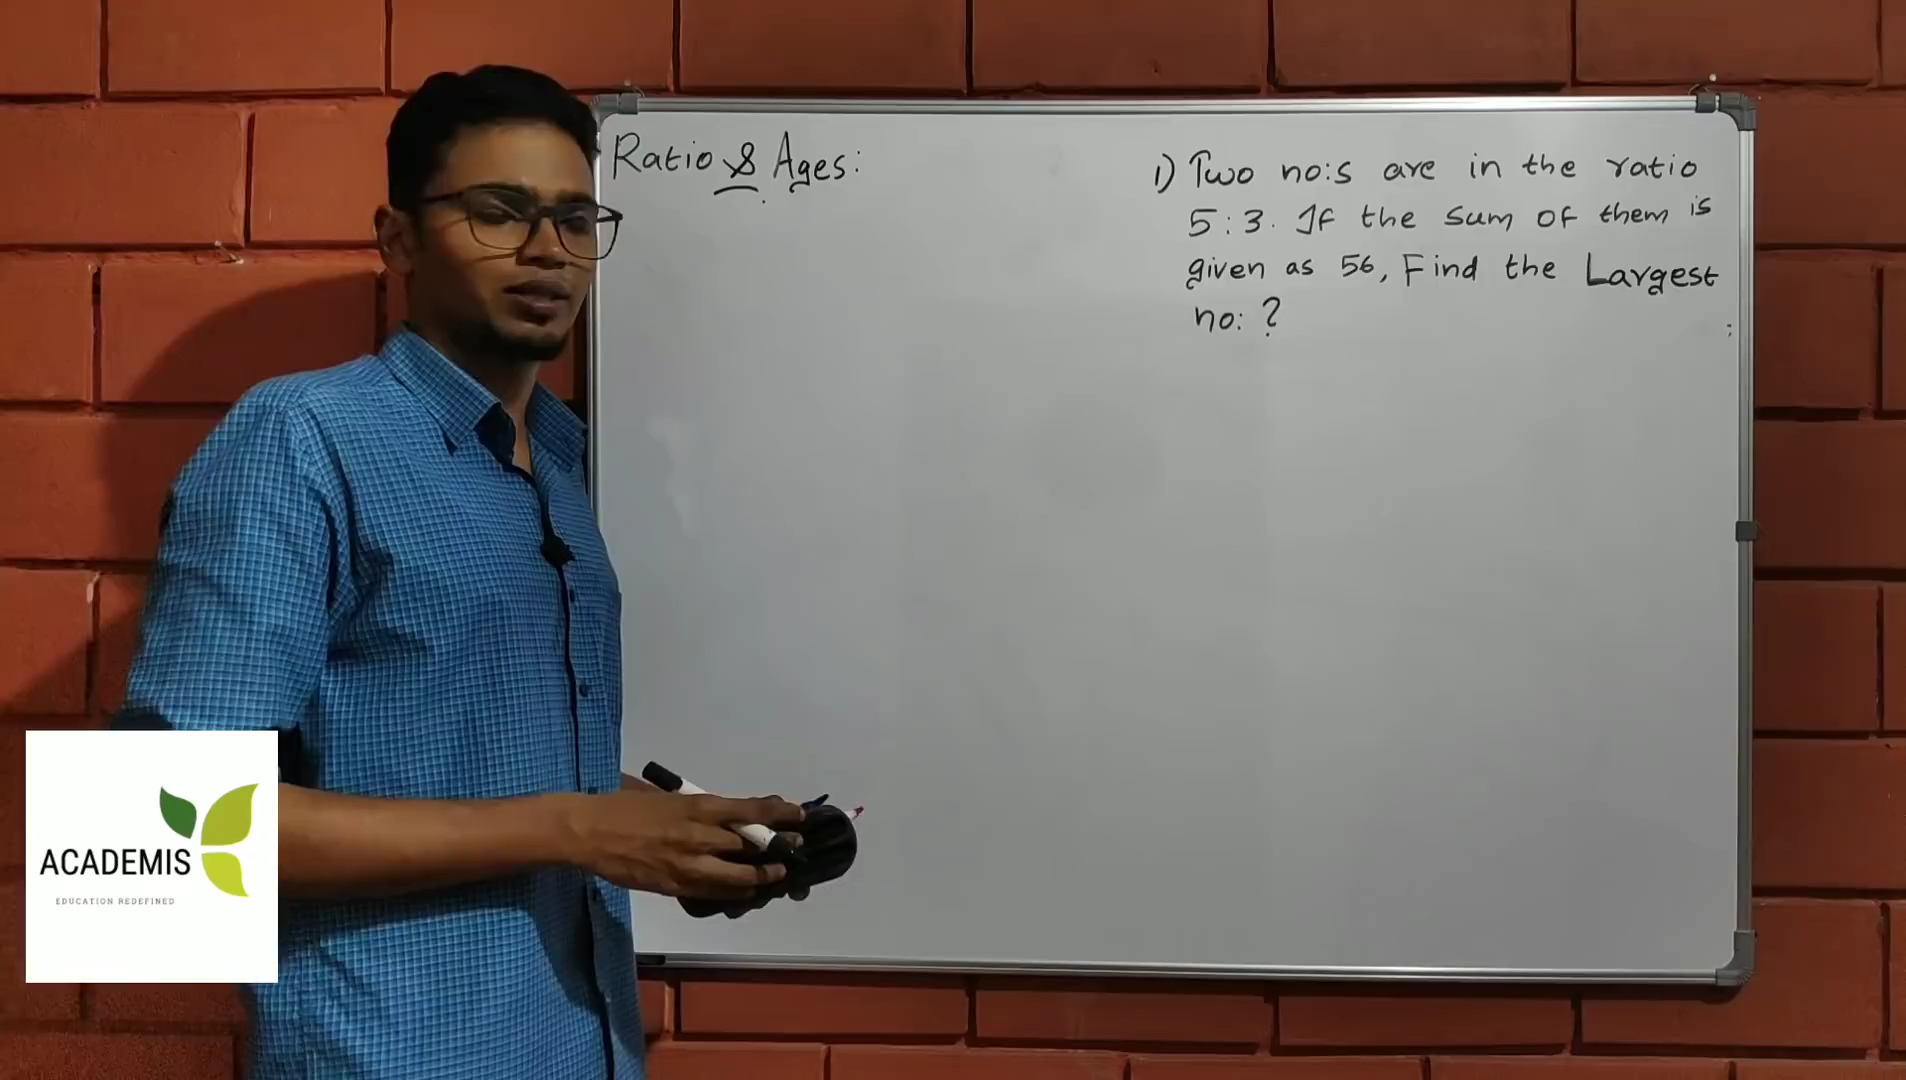 Ratio & Ages:
1) Two no:s are in the ratio
5:3. If the sum of them is
given as 56, Find the Largest
no: ?
ACADEMIS
EDUCATION REDEFINED